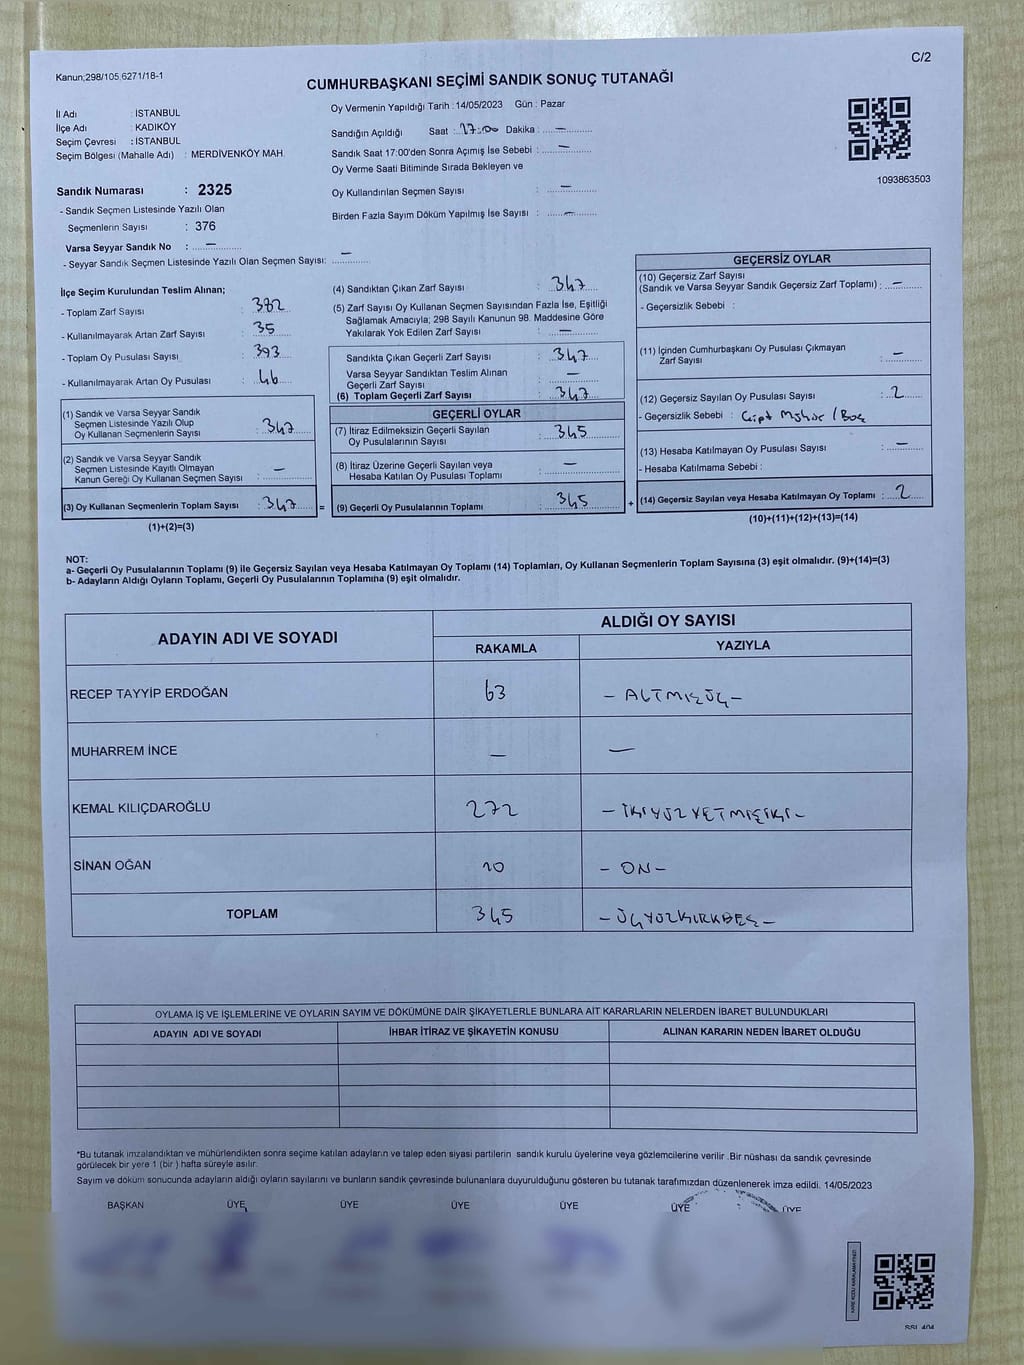 Kanun;298/105,6271/18-1
C/2
CUMHURBAŞKANI SEÇİMİ SANDIK SONUÇ TUTANAĞI
İl Adı : İSTANBUL
İlçe Adı : KADIKÖY
Seçim Çevresi : İSTANBUL
Seçim Bölgesi (Mahalle Adı) : MERDİVENKÖY MAH.
Oy Vermenin Yapıldığı Tarih :14/05/2023 Gün : Pazar
Sandığın Açıldığı Saat : 17:00 Dakika : —
Sandık Saat 17:00'den Sonra Açımış İse Sebebi : —
Oy Verme Saati Bitiminde Sırada Bekleyen ve
Oy Kullandırılan Seçmen Sayısı : —
Birden Fazla Sayım Döküm Yapılmış İse Sayısı : —
1093863503
Sandık Numarası : 2325
- Sandık Seçmen Listesinde Yazılı Olan
Seçmenlerin Sayısı : 376
Varsa Seyyar Sandık No : —
- Seyyar Sandık Seçmen Listesinde Yazılı Olan Seçmen Sayısı: —
İlçe Seçim Kurulundan Teslim Alınan;
- Toplam Zarf Sayısı : 382
- Kullanılmayarak Artan Zarf Sayısı : 35
- Toplam Oy Pusulası Sayısı : 393
- Kullanılmayarak Artan Oy Pusulası : 46
(1) Sandık ve Varsa Seyyar Sandık
Seçmen Listesinde Yazılı Olup
Oy Kullanan Seçmenlerin Sayısı : 347
(2) Sandık ve Varsa Seyyar Sandık
Seçmen Listesinde Kayıtlı Olmayan
Kanun Gereği Oy Kullanan Seçmen Sayısı : —
(3) Oy Kullanan Seçmenlerin Toplam Sayısı : 347 =
(1)+(2)=(3)
(4) Sandıktan Çıkan Zarf Sayısı : 347
(5) Zarf Sayısı Oy Kullanan Seçmen Sayısından Fazla İse, Eşitliği
Sağlamak Amacıyla; 298 Sayılı Kanunun 98. Maddesine Göre
Yakılarak Yok Edilen Zarf Sayısı : —
Sandıkta Çıkan Geçerli Zarf Sayısı : 347
Varsa Seyyar Sandıktan Teslim Alınan
Geçerli Zarf Sayısı : —
(6) Toplam Geçerli Zarf Sayısı : 347
GEÇERLİ OYLAR
(7) İtiraz Edilmeksizin Geçerli Sayılan
Oy Pusulalarının Sayısı : 345
(8) İtiraz Üzerine Geçerli Sayılan veya
Hesaba Katılan Oy Pusulası Toplamı : —
(9) Geçerli Oy Pusulalarının Toplamı : 345 +
GEÇERSİZ OYLAR
(10) Geçersiz Zarf Sayısı
(Sandık ve Varsa Seyyar Sandık Geçersiz Zarf Toplamı) : —
- Geçersizlik Sebebi :
(11) İçinden Cumhurbaşkanı Oy Pusulası Çıkmayan
Zarf Sayısı : —
(12) Geçersiz Sayılan Oy Pusulası Sayısı : 2
- Geçersizlik Sebebi : Çift Mühür / Boş
(13) Hesaba Katılmayan Oy Pusulası Sayısı : —
- Hesaba Katılmama Sebebi :
(14) Geçersiz Sayılan veya Hesaba Katılmayan Oy Toplamı : 2
(10)+(11)+(12)+(13)=(14)
NOT:
a- Geçerli Oy Pusulalarının Toplamı (9) ile Geçersiz Sayılan veya Hesaba Katılmayan Oy Toplamı (14) Toplamları, Oy Kullanan Seçmenlerin Toplam Sayısına (3) eşit olmalıdır. (9)+(14)=(3)
b- Adayların Aldığı Oyların Toplamı, Geçerli Oy Pusulalarının Toplamına (9) eşit olmalıdır.
ADAYIN ADI VE SOYADI
ALDIĞI OY SAYISI
RAKAMLA YAZIYLA
RECEP TAYYİP ERDOĞAN 63 - ALTMIŞÜÇ -
MUHARREM İNCE — —
KEMAL KILIÇDAROĞLU 272 - İKİYÜZYETMİŞİKİ -
SİNAN OĞAN 10 - ON -
TOPLAM 345 - ÜÇYÜZKIRKBEŞ -
OYLAMA İŞ VE İŞLEMLERİNE VE OYLARIN SAYIM VE DÖKÜMÜNE DAİR ŞİKAYETLERLE BUNLARA AİT KARARLARIN NELERDEN İBARET BULUNDUKLARI
ADAYIN ADI VE SOYADI İHBAR İTİRAZ VE ŞİKAYETİN KONUSU ALINAN KARARIN NEDEN İBARET OLDUĞU
*Bu tutanak imzalandıktan ve mühürlendikten sonra seçime katılan adayların ve talep eden siyasi partilerin sandık kurulu üyelerine veya gözlemcilerine verilir .Bir nüshası da sandık çevresinde
görülecek bir yere 1 (bir ) hafta süreyle asılır.
Sayım ve döküm sonucunda adayların aldığı oyların sayılarını ve bunların sandık çevresinde bulunanlara duyurulduğunu gösteren bu tutanak tarafımızdan düzenlenerek imza edildi. 14/05/2023
BAŞKAN ÜYE ÜYE ÜYE ÜYE ÜYE ÜYE